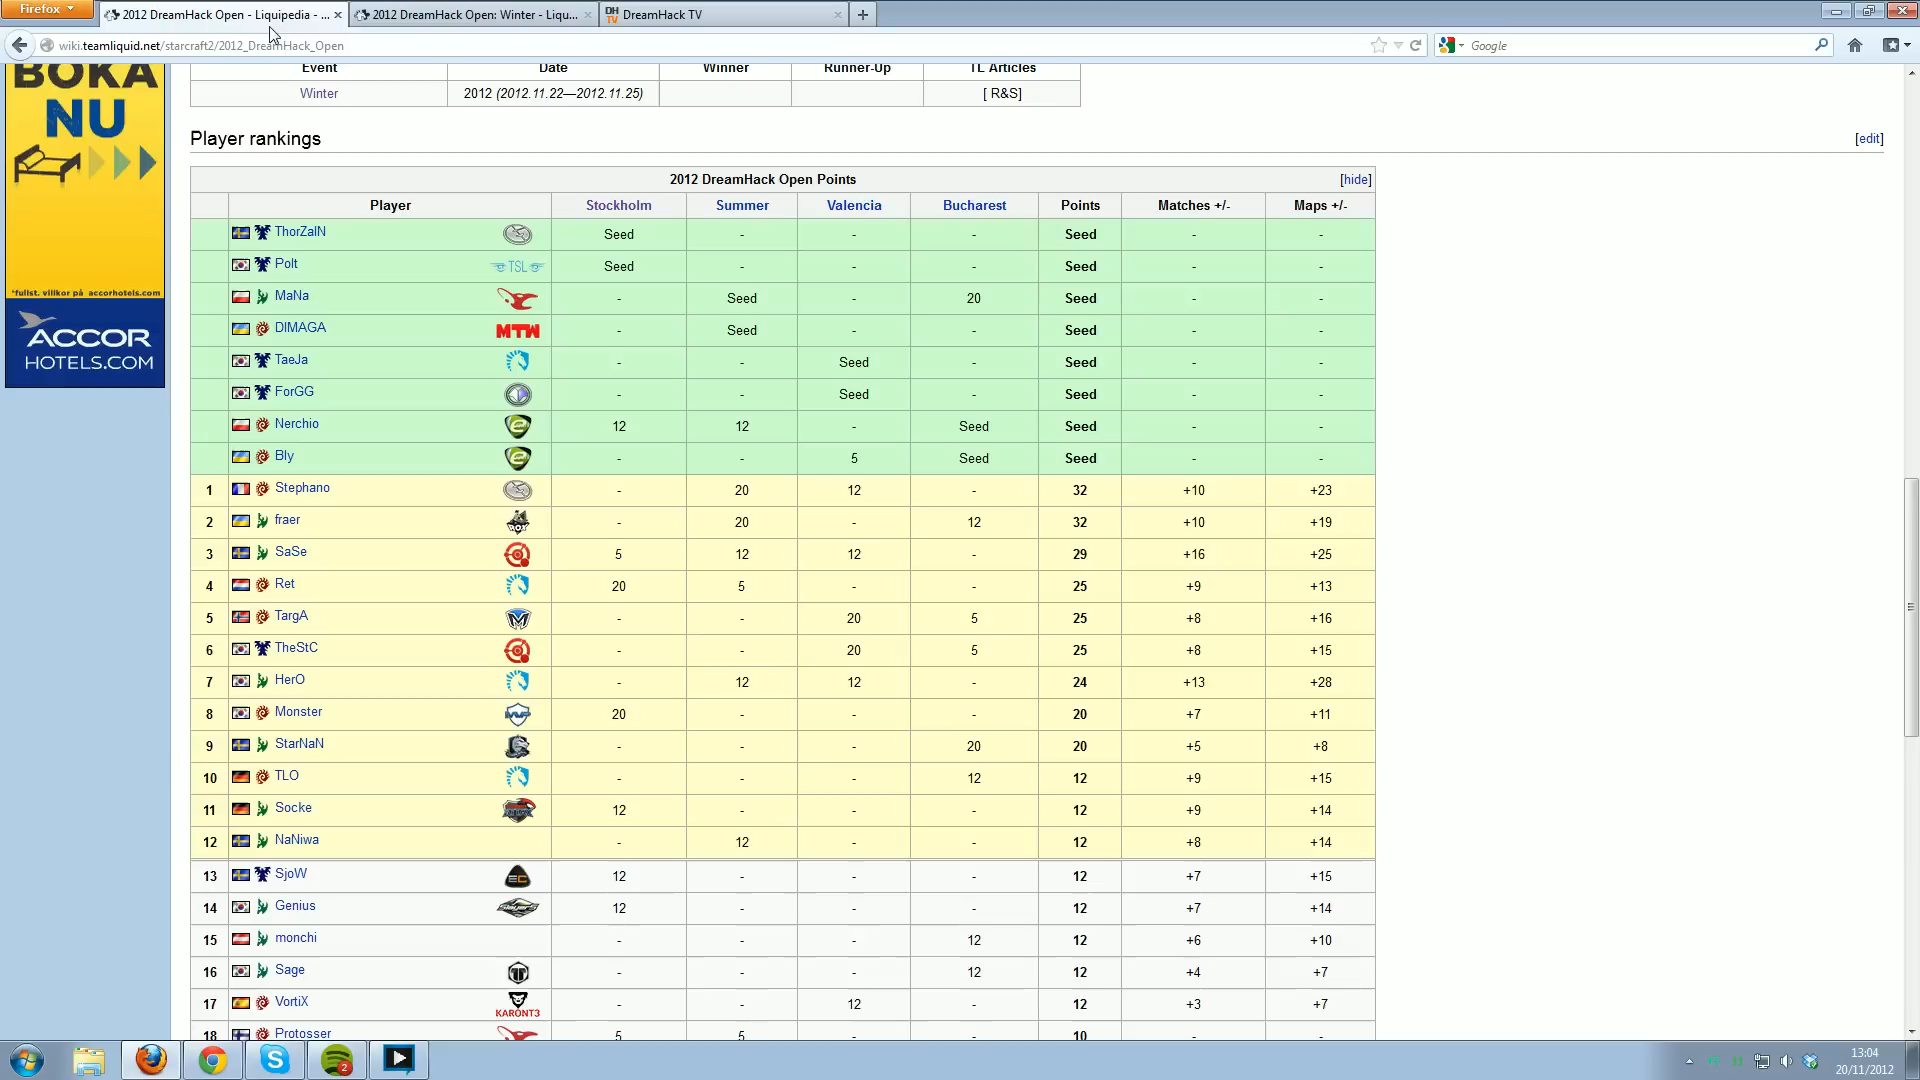 Firefox
2012 DreamHack Open - Liquipedia - ...
2012 DreamHack Open: Winter - Liqu...
DreamHack TV
wiki.teamliquid.net/starcraft2/2012_DreamHack_Open
Google
BOKA
NU
*fullst. villkor på accorhotels.com
ACCOR
HOTELS.COM
Event Date Winner Runner-Up TL Articles
Winter 2012 (2012.11.22—2012.11.25) [ R&S]
Player rankings [edit]
2012 DreamHack Open Points [hide]
Player Stockholm Summer Valencia Bucharest Points Matches +/- Maps +/-
ThorZaIN Seed - - - Seed - -
Polt TSL Seed - - - Seed - -
MaNa - Seed - 20 Seed - -
DIMAGA MTW - Seed - - Seed - -
TaeJa - - Seed - Seed - -
ForGG - - Seed - Seed - -
Nerchio 12 12 - Seed Seed - -
Bly - - 5 Seed Seed - -
1 Stephano - 20 12 - 32 +10 +23
2 fraer - 20 - 12 32 +10 +19
3 SaSe 5 12 12 - 29 +16 +25
4 Ret 20 5 - - 25 +9 +13
5 TargA - - 20 5 25 +8 +16
6 TheStC - - 20 5 25 +8 +15
7 HerO - 12 12 - 24 +13 +28
8 Monster 20 - - - 20 +7 +11
9 StarNaN - - - 20 20 +5 +8
10 TLO - - - 12 12 +9 +15
11 Socke 12 - - - 12 +9 +14
12 NaNiwa - 12 - - 12 +8 +14
13 SjoW EC 12 - - - 12 +7 +15
14 Genius 12 - - - 12 +7 +14
15 monchi - - - 12 12 +6 +10
16 Sage - - - 12 12 +4 +7
17 VortiX KARONT3 - - 12 - 12 +3 +7
18 Protosser 5 5 - - 10
2
13:04
20/11/2012